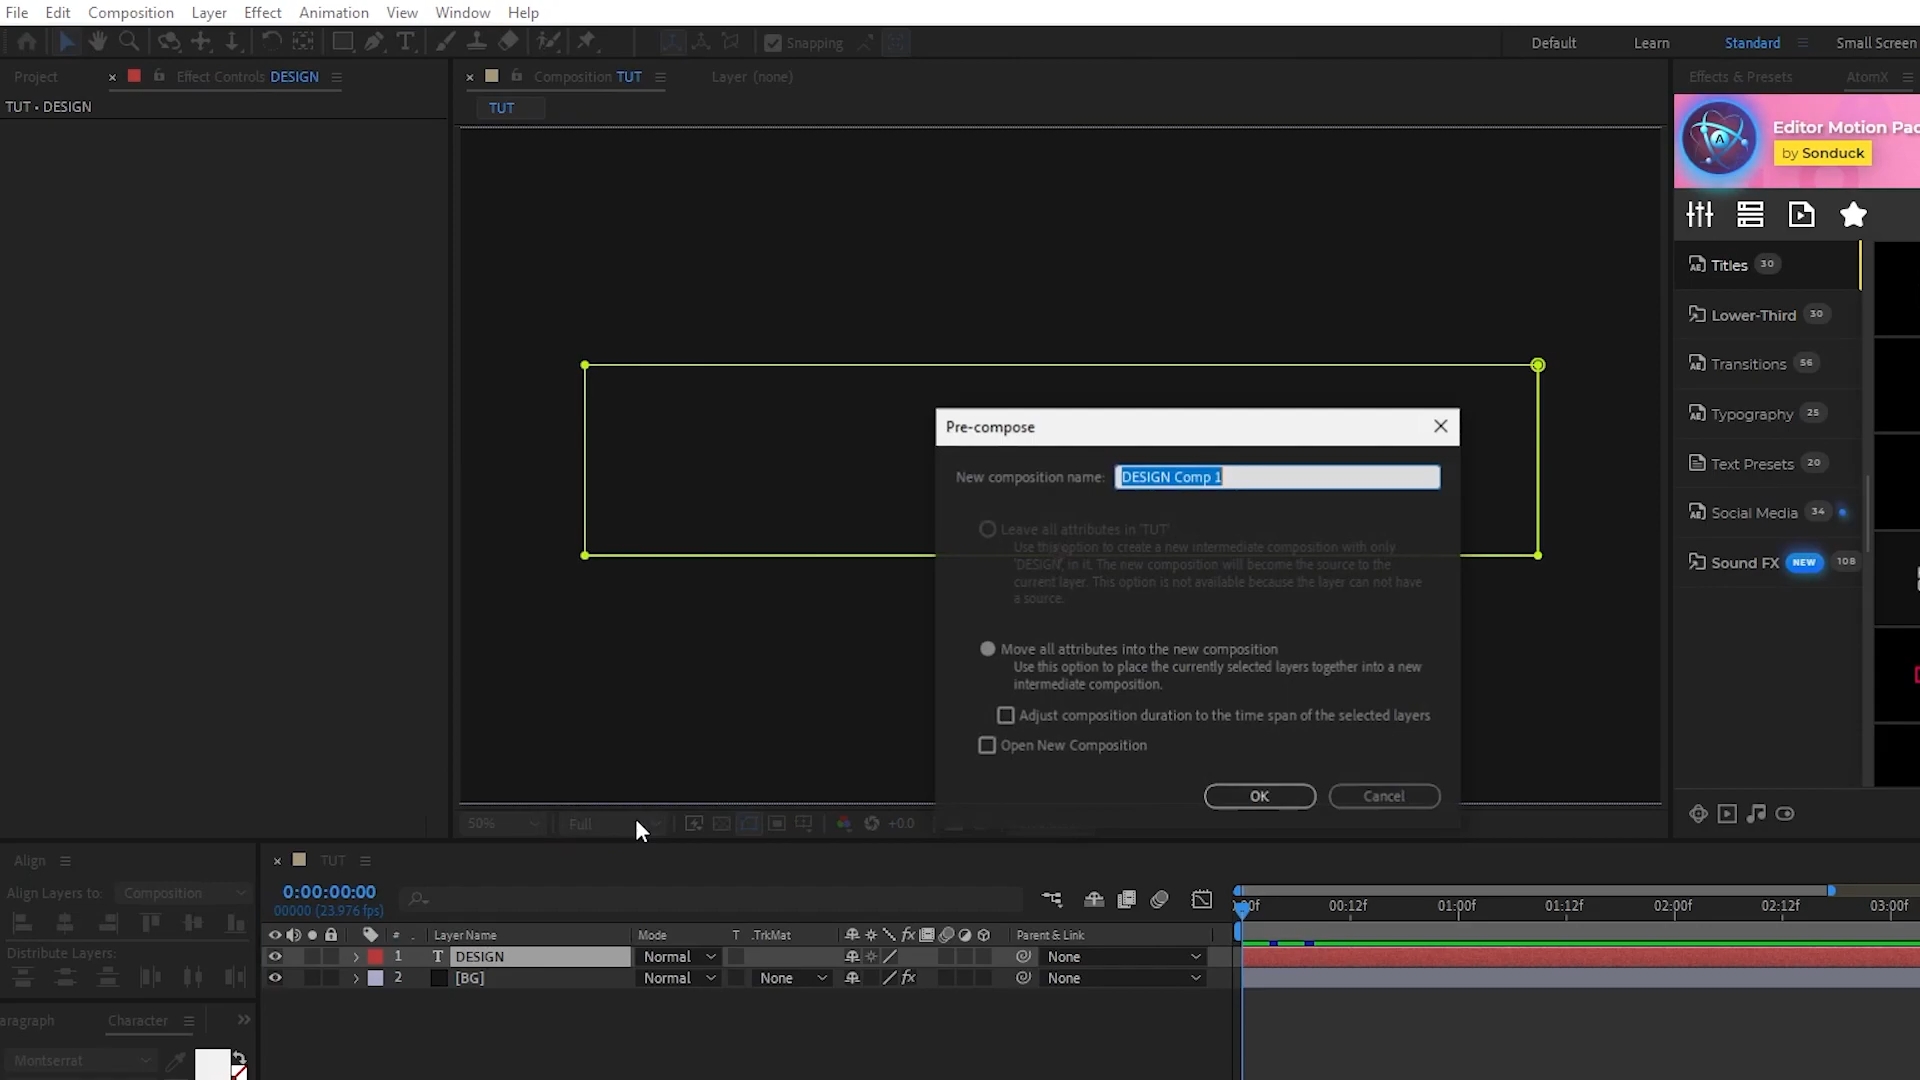 File Edit Composition Layer Effect Animation View Window Help
Snapping
Default Learn Standard Small Screen
Project Effect Controls DESIGN
Composition TUT
Layer (none)
Effects & Presets AtomX
TUT • DESIGN
TUT
Editor Motion Pac
by Sonduck
Titles 30
Lower-Third 30
Transitions 56
Typography 25
Text Presets 20
Social Media 34
Sound FX NEW 108
Pre-compose
New composition name: DESIGN Comp 1
Leave all attributes in 'TUT'
Use this option to create a new intermediate composition with only
'DESIGN', in it. The new composition will become the source to the
current layer. This option is not available because the layer can not have
a source.
Move all attributes into the new composition
Use this option to place the currently selected layers together into a new
intermediate composition.
Adjust composition duration to the time span of the selected layers
Open New Composition
OK Cancel
50% Full +0.0
Align
TUT
Align Layers to: Composition
0:00:00:00
00000 (23.976 fps)
00f 00:12f 01:00f 01:12f 02:00f 02:12f 03:00f
# Layer Name Mode T .TrkMat Parent & Link
Distribute Layers:
1 T DESIGN Normal None
2 [BG] Normal None None
aragraph Character
Montserrat